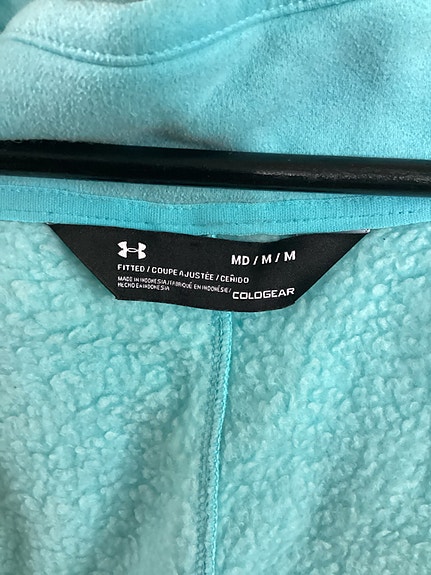 MD / M / M
FITTED / COUPE AJUSTÉE / CEÑIDO
MADE IN INDONESIA / FABRIQUÉ EN INDONÉSIE /
HECHO EN INDONESIA
COLDGEAR